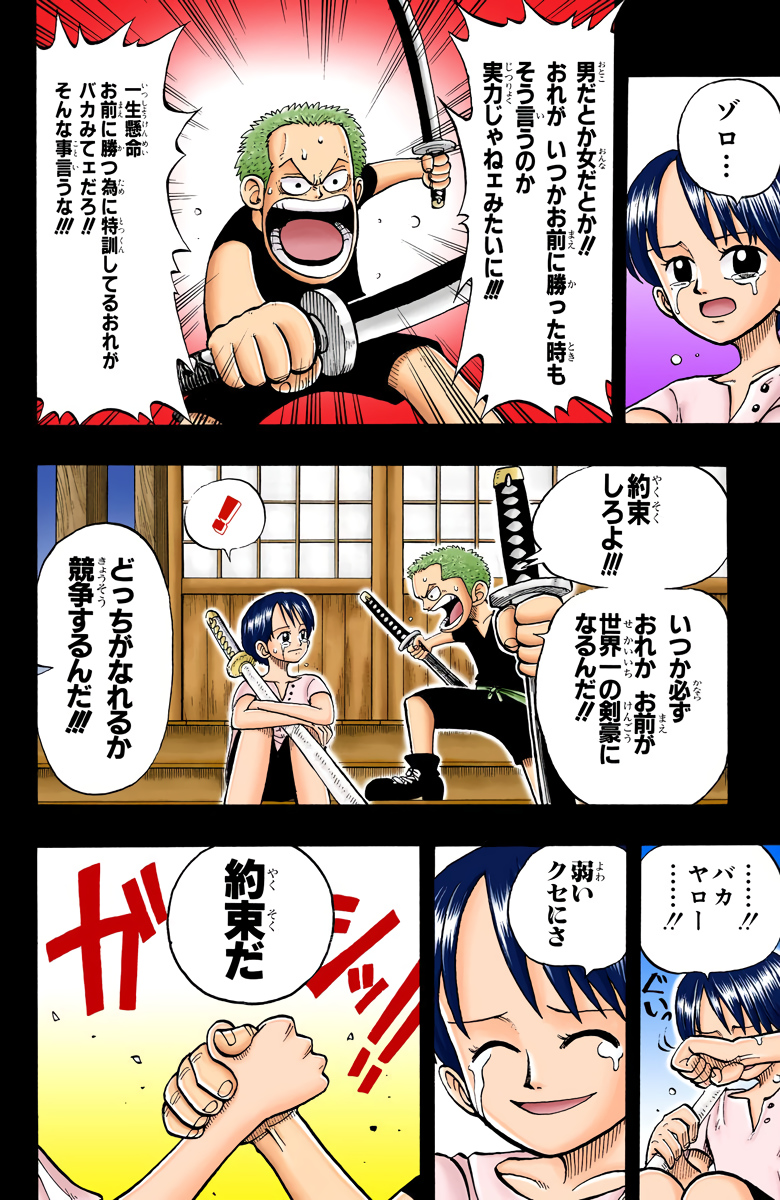 ゾロ…
男だとか女だとか!!
おれが いつかお前に勝った時も
そう言うのか
実力じゃねェみたいに!!!
一生懸命
お前に勝つ為に特訓してるおれが
バカみてェだろ!!
そんな事言うな!!!
約束
しろよ!!!
いつか必ず
おれか お前が
世界一の剣豪に
なるんだ!!
!
どっちがなれるか
競争するんだ!!!
……!!
バカ
ヤロー
……!!
ぐいっ
弱い
クセにさ
約束だ
ガシッ!!